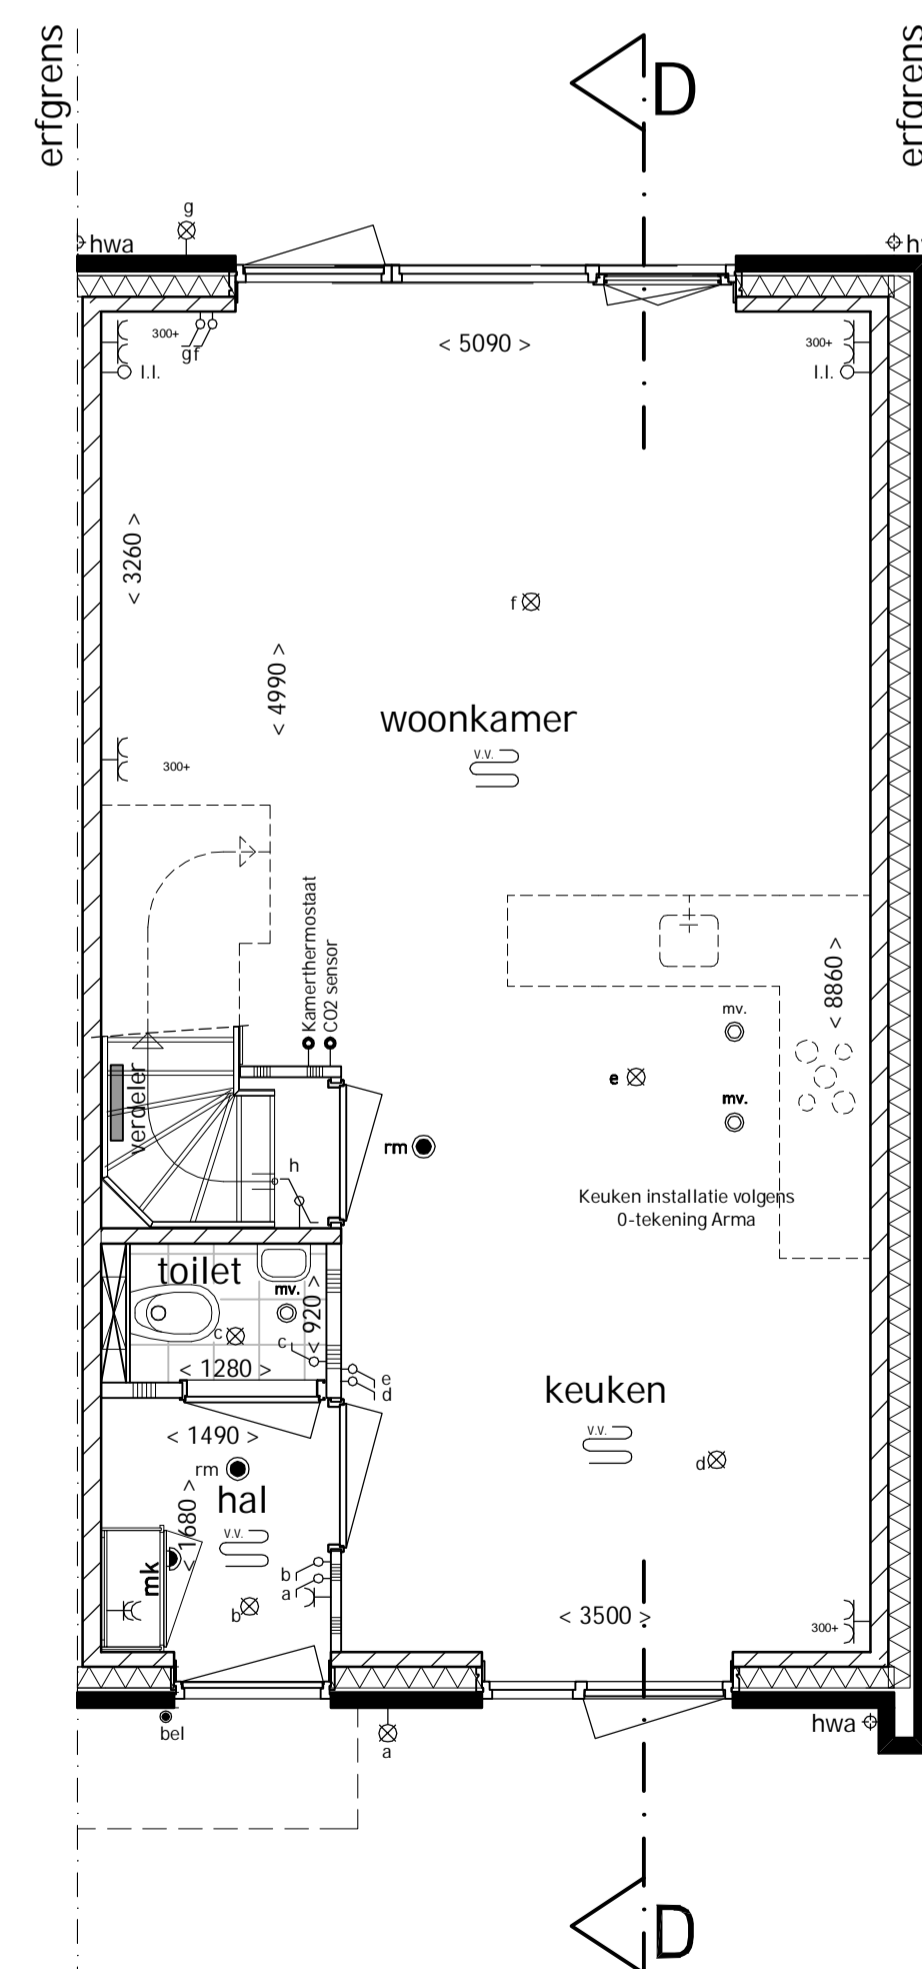 erfgrens
erfgrens
D
g
hwa
300+
gf
l.l.
< 5090 >
300+
l.l.
< 3260 >
f
< 4990 >
woonkamer
v.v.
300+
Kamerthermostaat
CO2 sensor
< 8860 >
mv.
e
mv.
verdeler
rm
h
Keuken installatie volgens
0-tekening Arma
toilet
mv.
c
c
< 920 >
< 1280 >
e
d
keuken
v.v.
d
< 1490 >
rm
hal
< 1680 >
v.v.
mk
b
a
b
< 3500 >
300+
bel
a
hwa
D